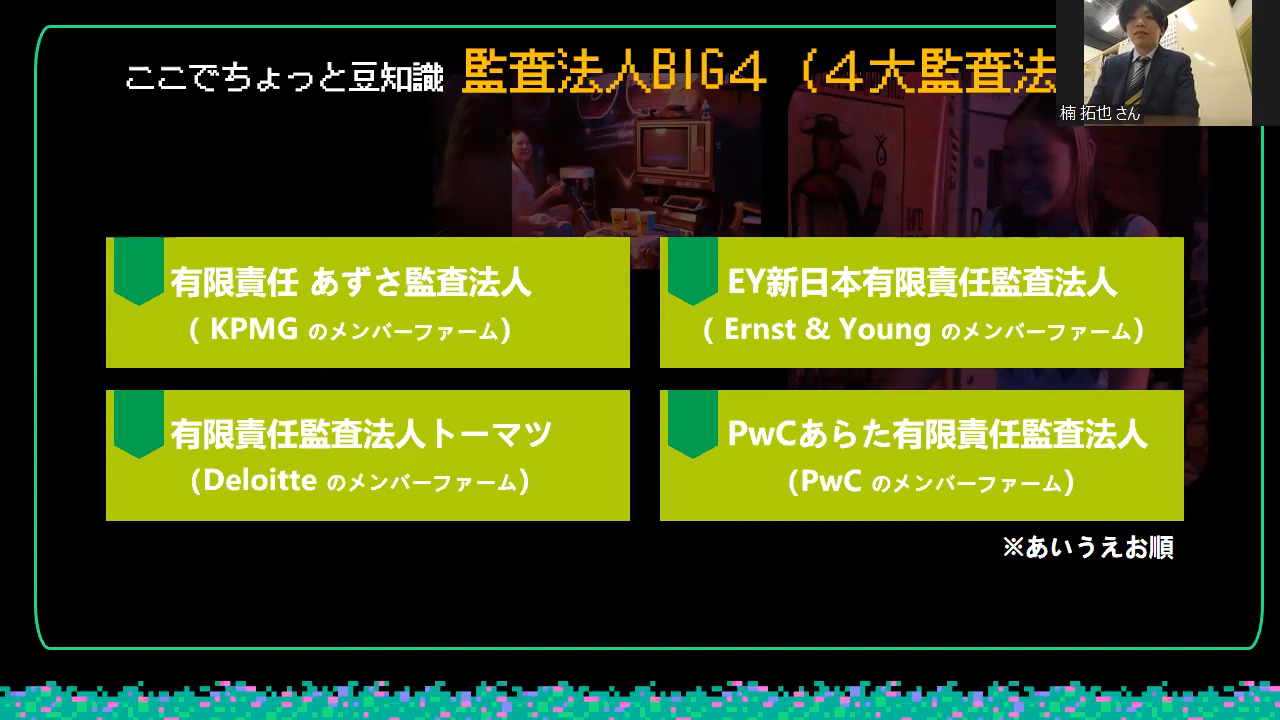 ここでちょっと豆知識 監査法人BIG4 (4大監査法
楠 拓也 さん
有限責任 あずさ監査法人
( KPMG のメンバーファーム)
EY新日本有限責任監査法人
( Ernst & Young のメンバーファーム)
有限責任監査法人トーマツ
(Deloitte のメンバーファーム)
PwCあらた有限責任監査法人
(PwC のメンバーファーム)
※あいうえお順